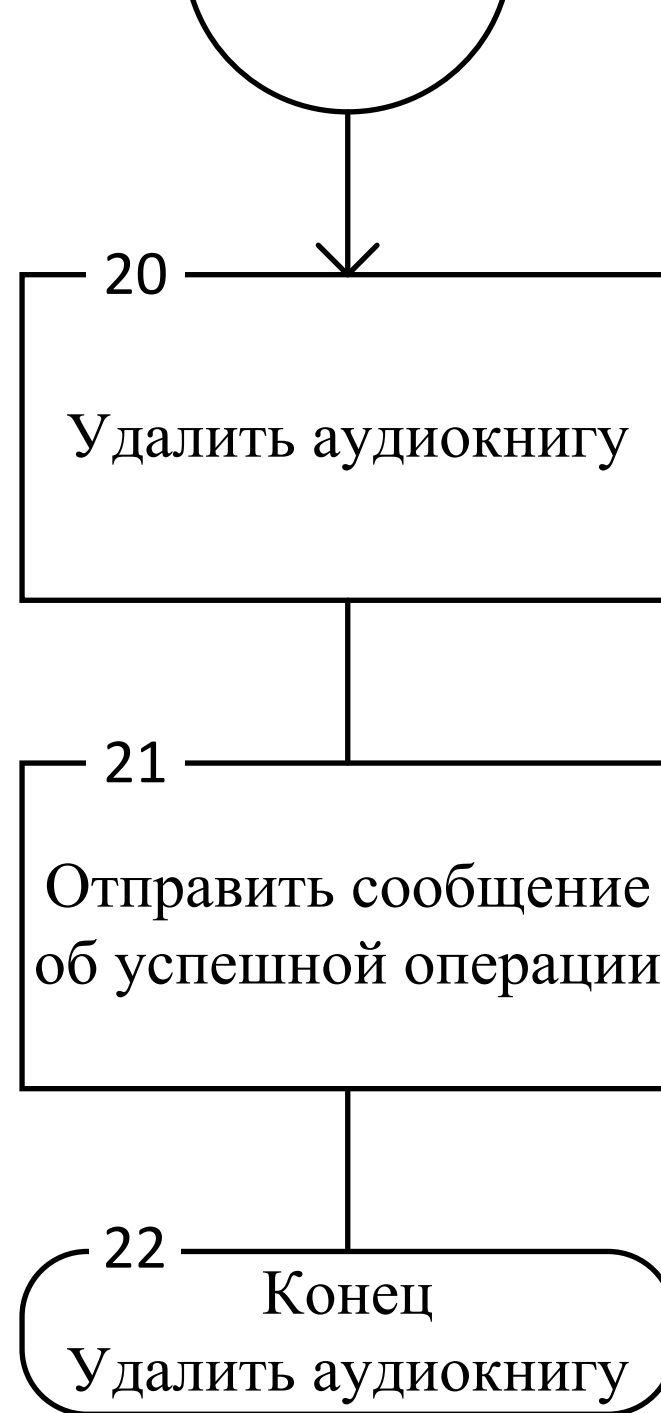 20
Удалить аудиокнигу
21
Отправить сообщение
об успешной операции
22
Конец
Удалить аудиокнигу